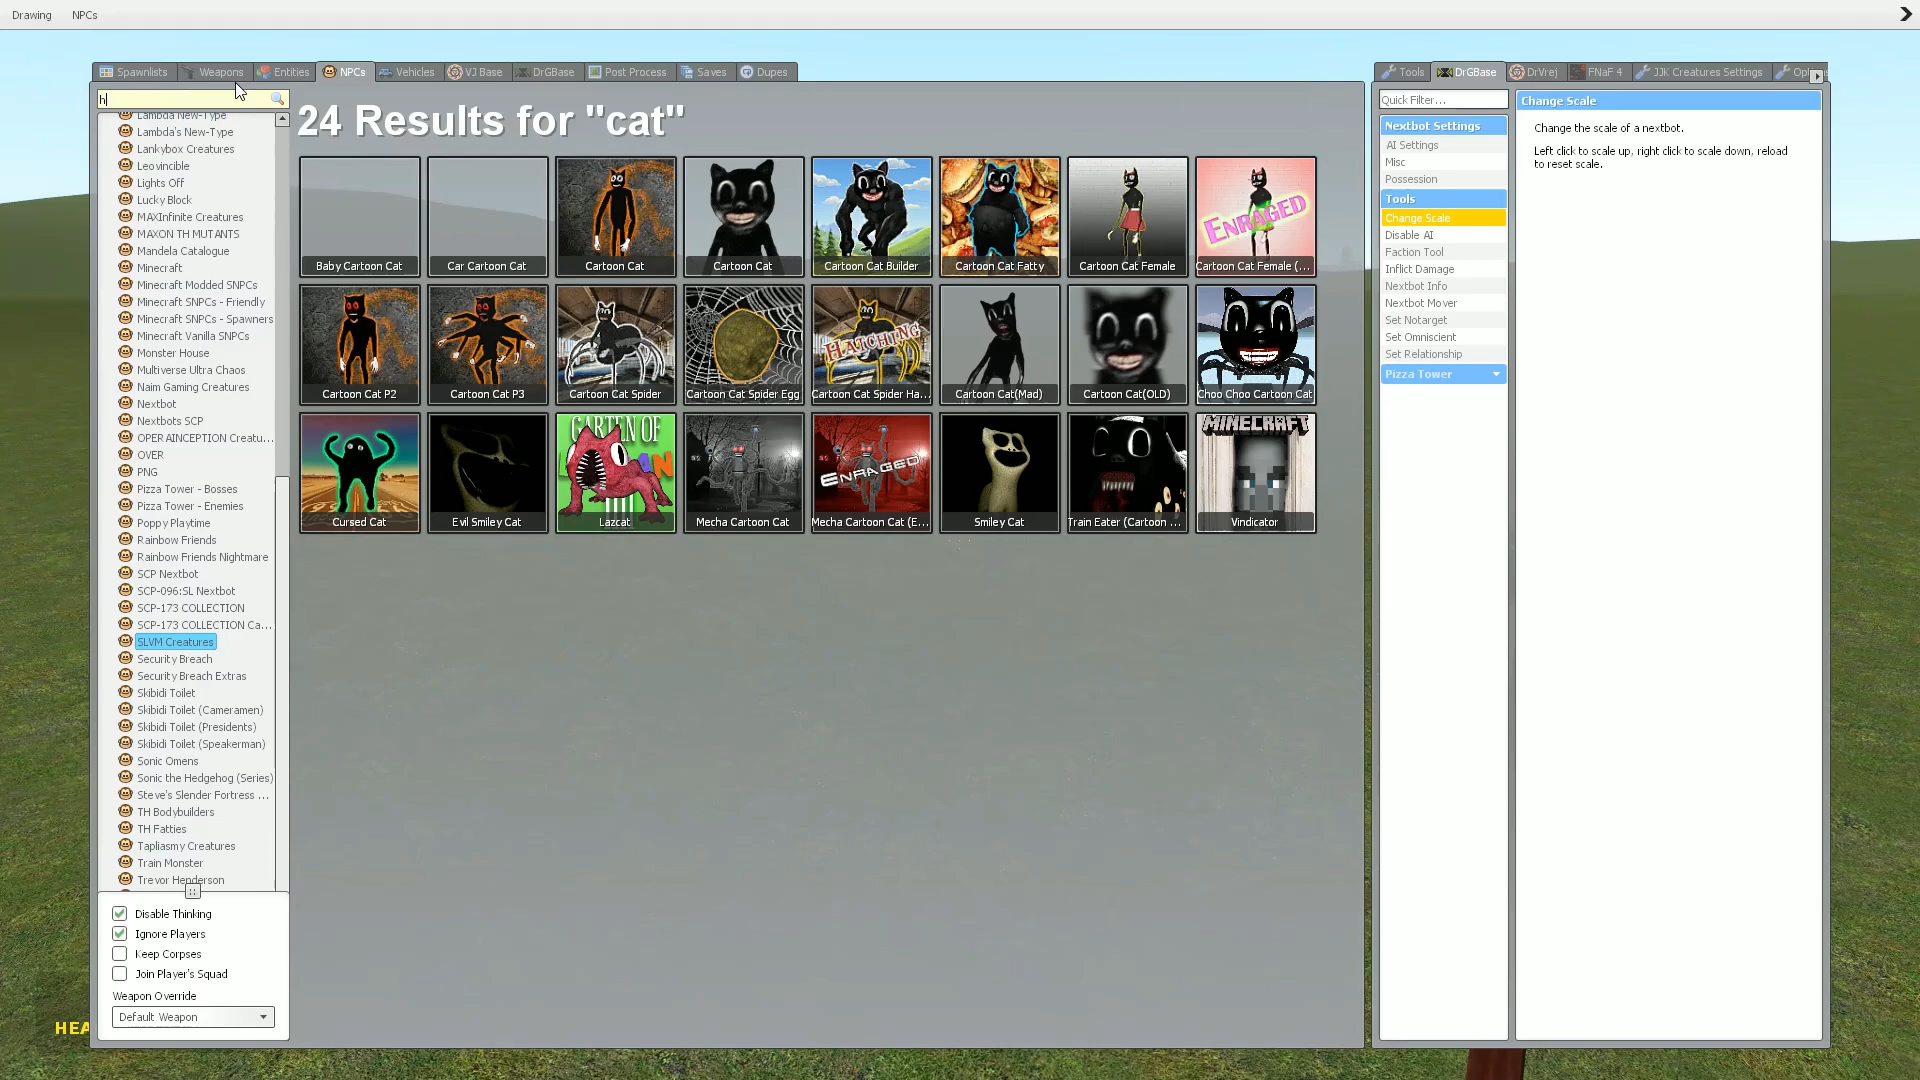 Drawing NPCs
Spawnlists Weapons Entities NPCs Vehicles VJ Base DrGBase Post Process Saves Dupes
Tools DrGBase DrVrej FNaF 4 JJK Creatures Settings
h
24 Results for "cat"
Lambda New-Type
Lambda's New-Type
Lankybox Creatures
Leovincible
Lights Off
Lucky Block
MAXInfinite Creatures
MAXON TH MUTANTS
Mandela Catalogue
Minecraft
Minecraft Modded SNPCs
Minecraft SNPCs - Friendly
Minecraft SNPCs - Spawners
Minecraft Vanilla SNPCs
Monster House
Multiverse Ultra Chaos
Naim Gaming Creatures
Nextbot
Nextbots SCP
OPERAINCEPTION Creatu...
OVER
PNG
Pizza Tower - Bosses
Pizza Tower - Enemies
Poppy Playtime
Rainbow Friends
Rainbow Friends Nightmare
SCP Nextbot
SCP-096:SL Nextbot
SCP-173 COLLECTION
SCP-173 COLLECTION Ca...
SLVM Creatures
Security Breach
Security Breach Extras
Skibidi Toilet
Skibidi Toilet (Cameramen)
Skibidi Toilet (Presidents)
Skibidi Toilet (Speakerman)
Sonic Omens
Sonic the Hedgehog (Series)
Steve's Slender Fortress ...
TH Bodybuilders
TH Fatties
Tapliasmy Creatures
Train Monster
Trevor Henderson
Disable Thinking
Ignore Players
Keep Corpses
Join Player's Squad
Weapon Override
Default Weapon
HEA
ENRAGED
Baby Cartoon Cat Car Cartoon Cat Cartoon Cat Cartoon Cat Cartoon Cat Builder Cartoon Cat Fatty Cartoon Cat Female Cartoon Cat Female (...
HATCHING
Cartoon Cat P2 Cartoon Cat P3 Cartoon Cat Spider Cartoon Cat Spider Egg Cartoon Cat Spider Ha... Cartoon Cat(Mad) Cartoon Cat(OLD) Choo Choo Cartoon Cat
GARTEN OF
ENRAGED
MINECRAFT
Cursed Cat Evil Smiley Cat Lazcat Mecha Cartoon Cat Mecha Cartoon Cat (E... Smiley Cat Train Eater (Cartoon ... Vindicator
Quick Filter...
Nextbot Settings
AI Settings
Misc
Possession
Tools
Change Scale
Disable AI
Faction Tool
Inflict Damage
Nextbot Info
Nextbot Mover
Set Notarget
Set Omniscient
Set Relationship
Pizza Tower
Change Scale
Change the scale of a nextbot.
Left click to scale up, right click to scale down, reload
to reset scale.